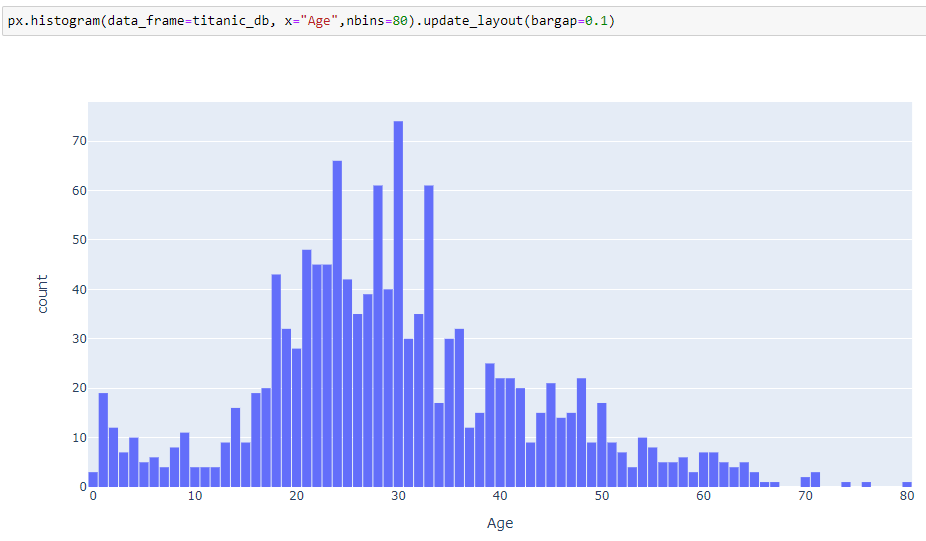 px.histogram(data_frame=titanic_db, x="Age",nbins=80).update_layout(bargap=0.1)
70
60
50
40
30
20
10
0
count
0 10 20 30 40 50 60 70 80
Age